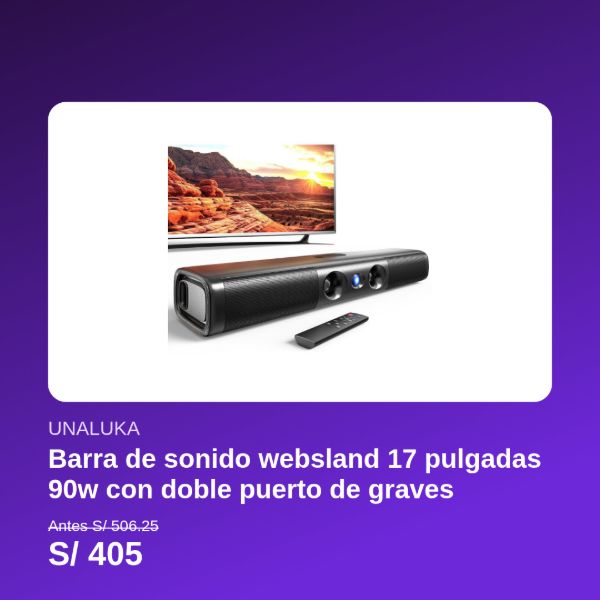 UNALUKA
Barra de sonido websland 17 pulgadas
90w con doble puerto de graves
Antes S/ 506.25
S/ 405